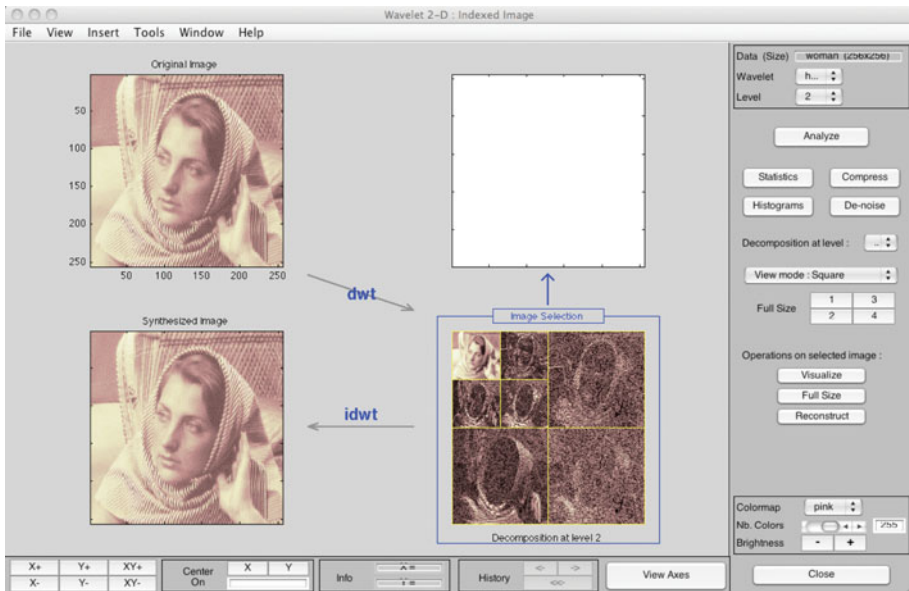 Wavelet 2-D : Indexed Image
File View Insert Tools Window Help
Original Image
50
100
150
200
250
50 100 150 200 250
dwt
Synthesized Image
idwt
Image Selection
Decomposition at level 2
Data (Size) woman (256x256)
Wavelet h...
Level 2
Analyze
Statistics Compress
Histograms De-noise
Decomposition at level : ..
View mode : Square
Full Size 1 3
2 4
Operations on selected image :
Visualize
Full Size
Reconstruct
Colormap pink
Nb. Colors 255
Brightness - +
X+ Y+ XY+
X- Y- XY-
Center On X Y
Info X = Y =
History <- -> <<-
View Axes
Close